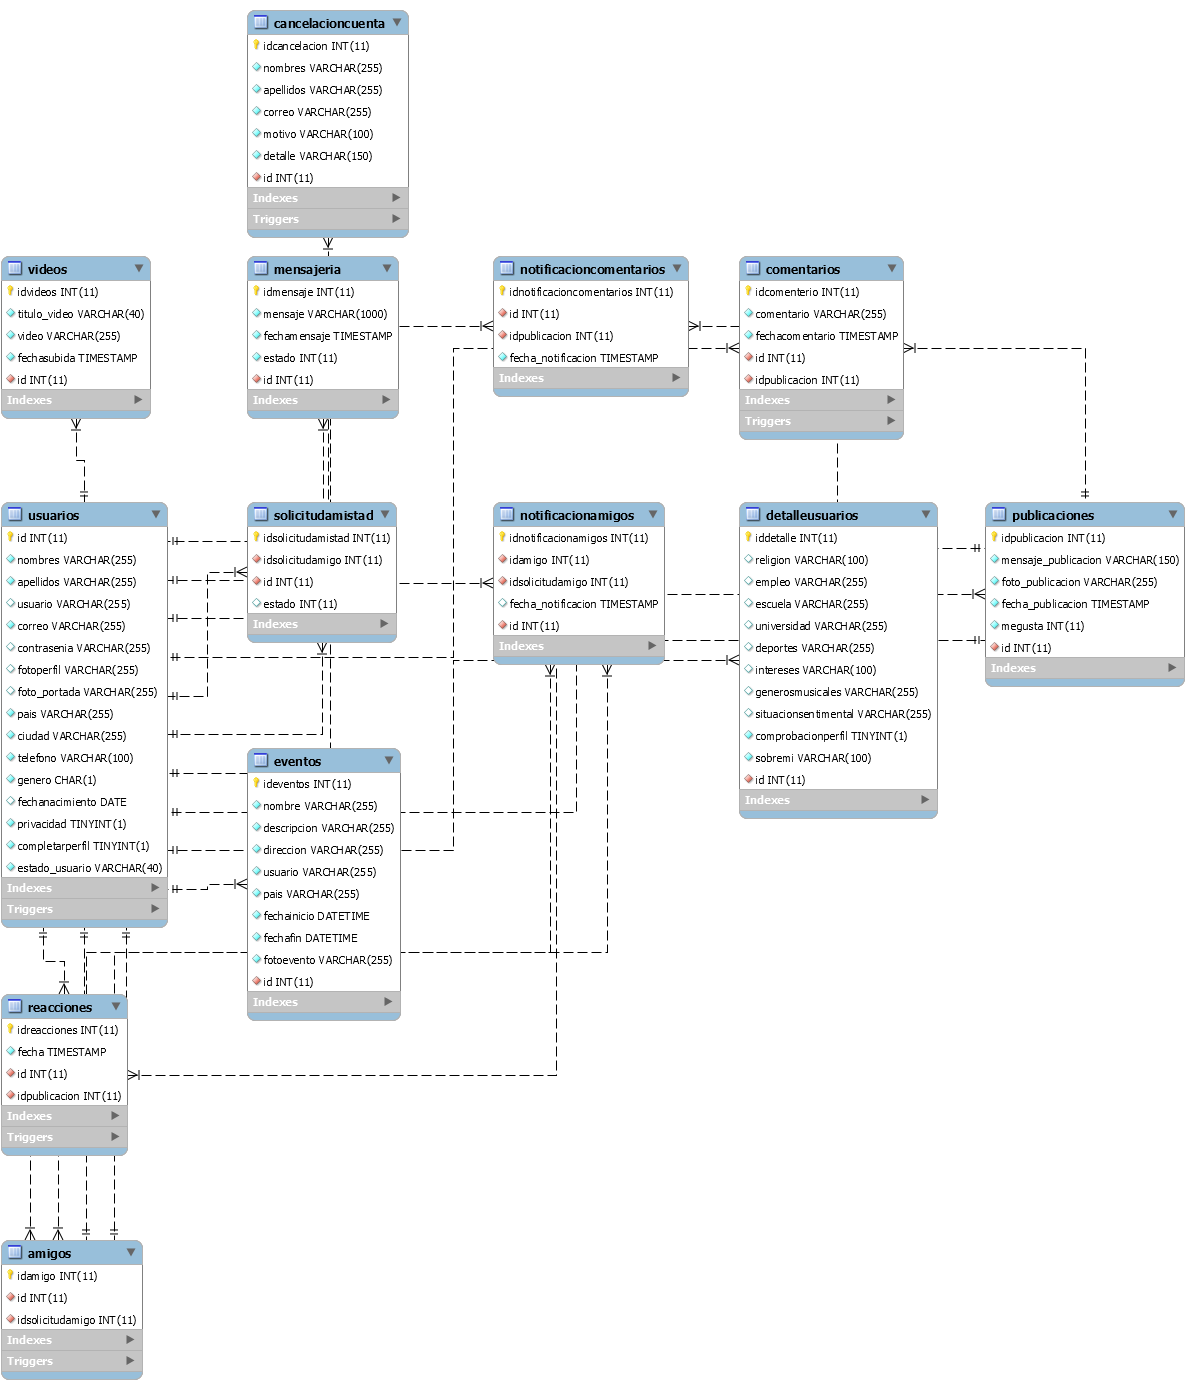 cancelacioncuenta
idcancelacion INT(11)
nombres VARCHAR(255)
apellidos VARCHAR(255)
correo VARCHAR(255)
motivo VARCHAR(100)
detalle VARCHAR(150)
id INT(11)
Indexes
Triggers
videos
idvideos INT(11)
titulo_video VARCHAR(40)
video VARCHAR(255)
fechasubida TIMESTAMP
id INT(11)
Indexes
mensajeria
idmensaje INT(11)
mensaje VARCHAR(1000)
fechamensaje TIMESTAMP
estado INT(11)
id INT(11)
Indexes
notificacioncomentarios
idnotificacioncomentarios INT(11)
id INT(11)
idpublicacion INT(11)
fecha_notificacion TIMESTAMP
Indexes
comentarios
idcomenterio INT(11)
comentario VARCHAR(255)
fechacomentario TIMESTAMP
id INT(11)
idpublicacion INT(11)
Indexes
Triggers
usuarios
id INT(11)
nombres VARCHAR(255)
apellidos VARCHAR(255)
usuario VARCHAR(255)
correo VARCHAR(255)
contrasenia VARCHAR(255)
fotoperfil VARCHAR(255)
foto_portada VARCHAR(255)
pais VARCHAR(255)
ciudad VARCHAR(255)
telefono VARCHAR(100)
genero CHAR(1)
fechanacimiento DATE
privacidad TINYINT(1)
completarperfil TINYINT(1)
estado_usuario VARCHAR(40)
Indexes
Triggers
solicitudamistad
idsolicitudamistad INT(11)
idsolicitudamigo INT(11)
id INT(11)
estado INT(11)
Indexes
notificacionamigos
idnotificacionamigos INT(11)
idamigo INT(11)
idsolicitudamigo INT(11)
fecha_notificacion TIMESTAMP
id INT(11)
Indexes
detalleusuarios
iddetalle INT(11)
religion VARCHAR(100)
empleo VARCHAR(255)
escuela VARCHAR(255)
universidad VARCHAR(255)
deportes VARCHAR(255)
intereses VARCHAR(100)
generosmusicales VARCHAR(255)
situacionsentimental VARCHAR(255)
comprobacionperfil TINYINT(1)
sobremi VARCHAR(100)
id INT(11)
Indexes
publicaciones
idpublicacion INT(11)
mensaje_publicacion VARCHAR(150)
foto_publicacion VARCHAR(255)
fecha_publicacion TIMESTAMP
megusta INT(11)
id INT(11)
Indexes
eventos
ideventos INT(11)
nombre VARCHAR(255)
descripcion VARCHAR(255)
direccion VARCHAR(255)
usuario VARCHAR(255)
pais VARCHAR(255)
fechainicio DATETIME
fechafin DATETIME
fotoevento VARCHAR(255)
id INT(11)
Indexes
reacciones
idreacciones INT(11)
fecha TIMESTAMP
id INT(11)
idpublicacion INT(11)
Indexes
Triggers
amigos
idamigo INT(11)
id INT(11)
idsolicitudamigo INT(11)
Indexes
Triggers